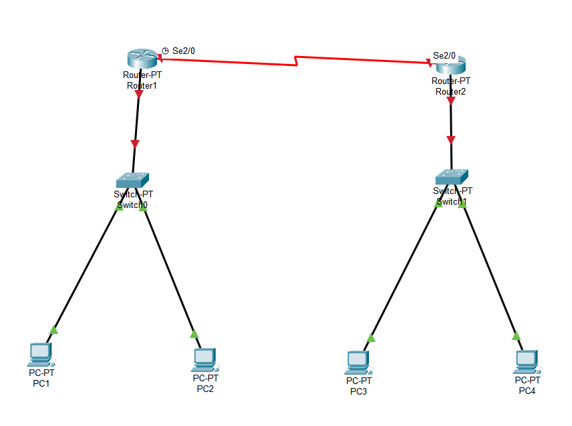 Se2/0
Router-PT
Router1
Se2/0
Router-PT
Router2
Switch-PT
Switch0
Switch-PT
Switch1
PC-PT
PC1
PC-PT
PC2
PC-PT
PC3
PC-PT
PC4